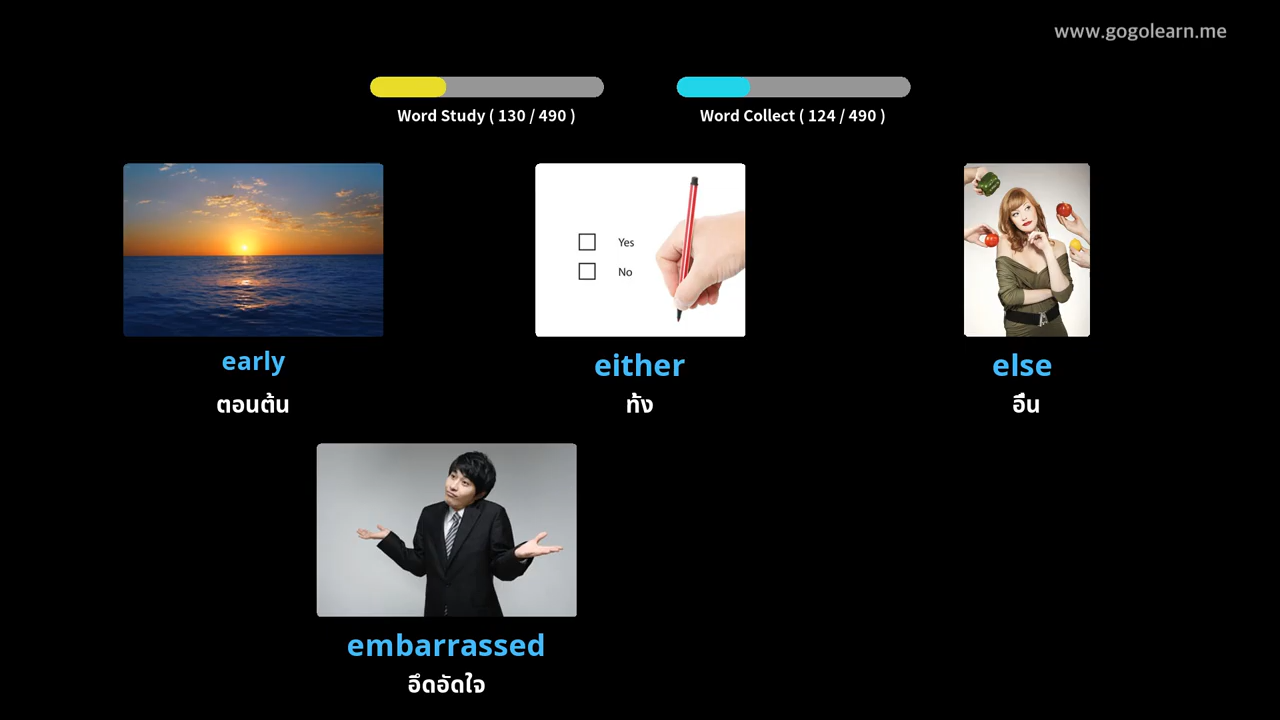 www.gogolearn.me
Word Study ( 130 / 490 )
Word Collect ( 124 / 490 )
Yes
No
early
either
else
ตอนต้น
ทั้ง
อื่น
embarrassed
อึดอัดใจ